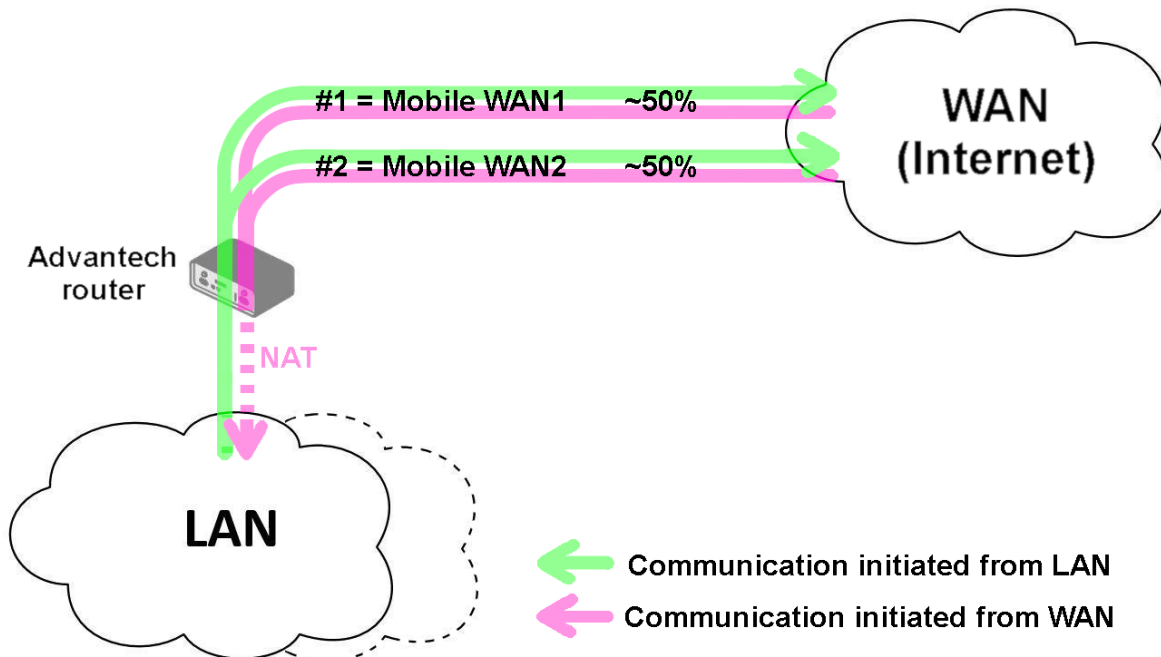 #1 = Mobile WAN1 ~50%
#2 = Mobile WAN2 ~50%
WAN
(Internet)
Advantech
router
NAT
LAN
Communication initiated from LAN
Communication initiated from WAN